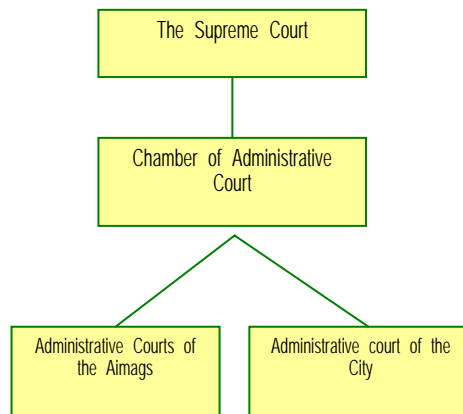 The Supreme Court
Chamber of Administrative
Court
Administrative Courts of
the Aimags
Administrative court of the
City